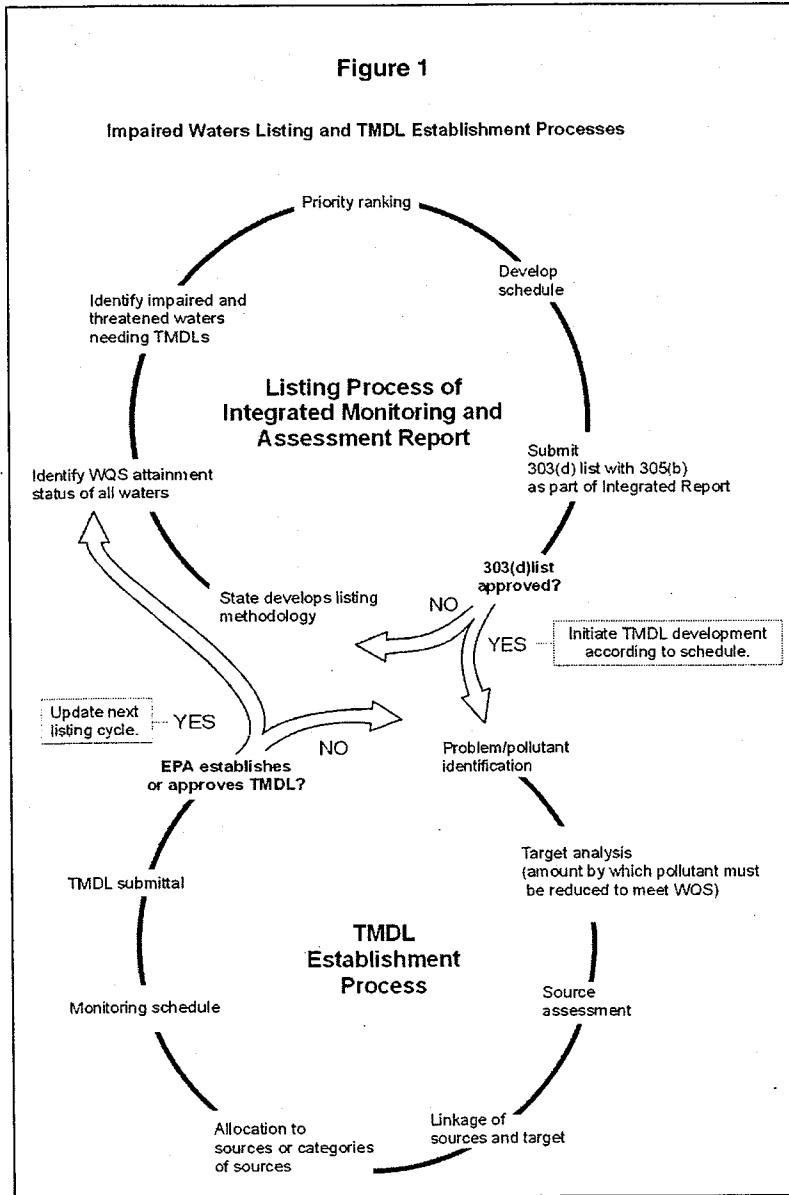 Figure 1
Impaired Waters Listing and TMDL Establishment Processes
Priority ranking
Develop
schedule
Identify impaired and
threatened waters
needing TMDLs
Listing Process of
Integrated Monitoring and
Assessment Report
Submit
303(d) list with 305(b)
as part of Integrated Report
Identify WQS attainment
status of all waters
303(d)list
approved?
State develops listing
methodology
NO
YES
Initiate TMDL development
according to schedule.
Update next
listing cycle.
YES
NO
EPA establishes
or approves TMDL?
Problem/pollutant
identification
Target analysis
(amount by which pollutant must
be reduced to meet WQS)
TMDL submittal
TMDL
Establishment
Process
Monitoring schedule
Source
assessment
Linkage of
sources and target
Allocation to
sources or categories
of sources